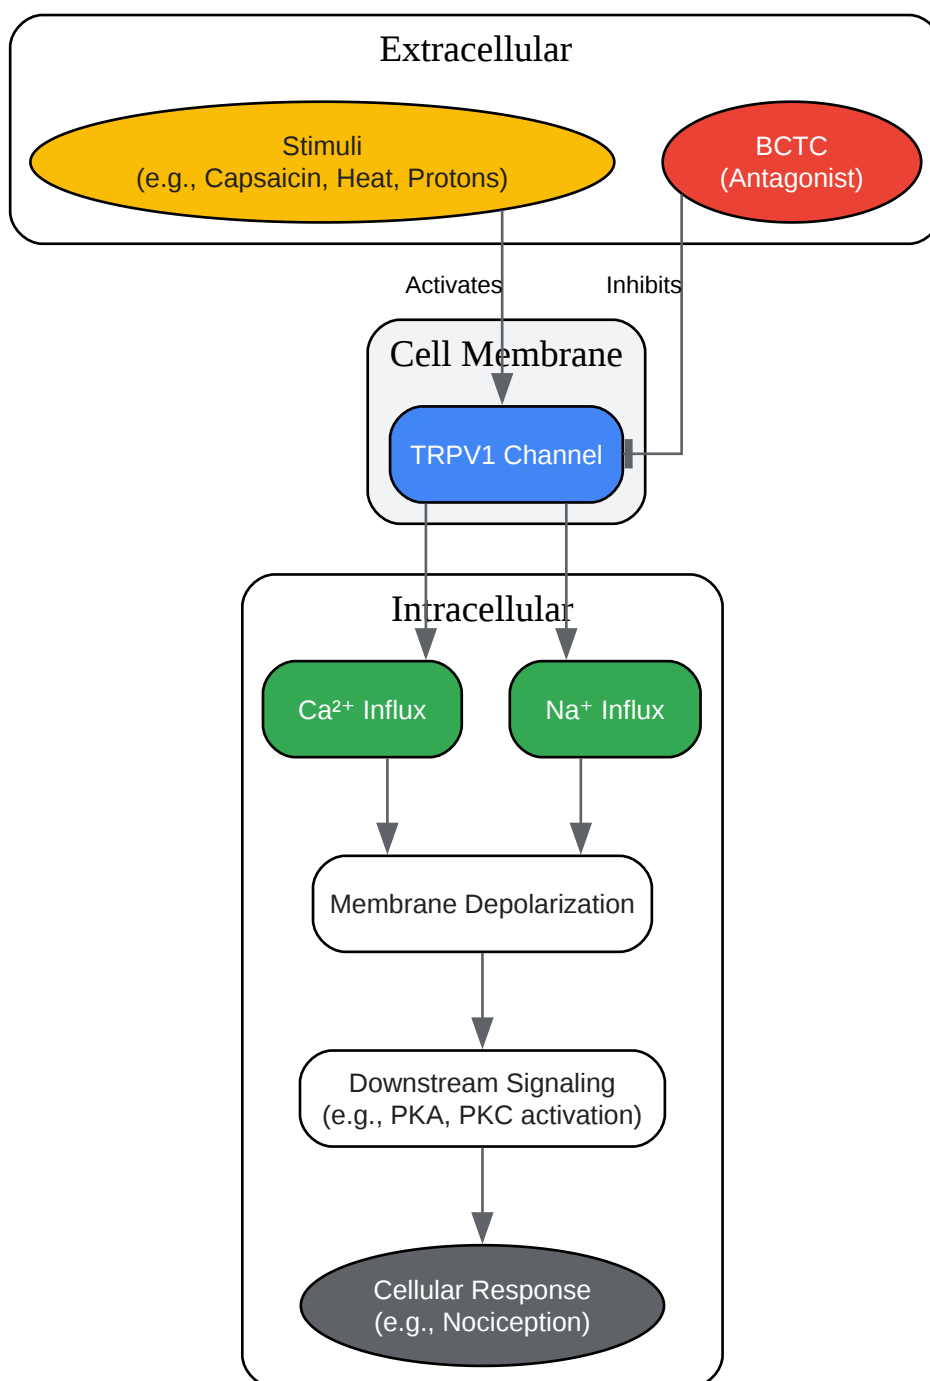 Extracellular
Stimuli
(e.g., Capsaicin, Heat, Protons)
BCTC
(Antagonist)
Activates
Inhibits
Cell Membrane
TRPV1 Channel
Intracellular
Ca²⁺ Influx
Na⁺ Influx
Membrane Depolarization
Downstream Signaling
(e.g., PKA, PKC activation)
Cellular Response
(e.g., Nociception)